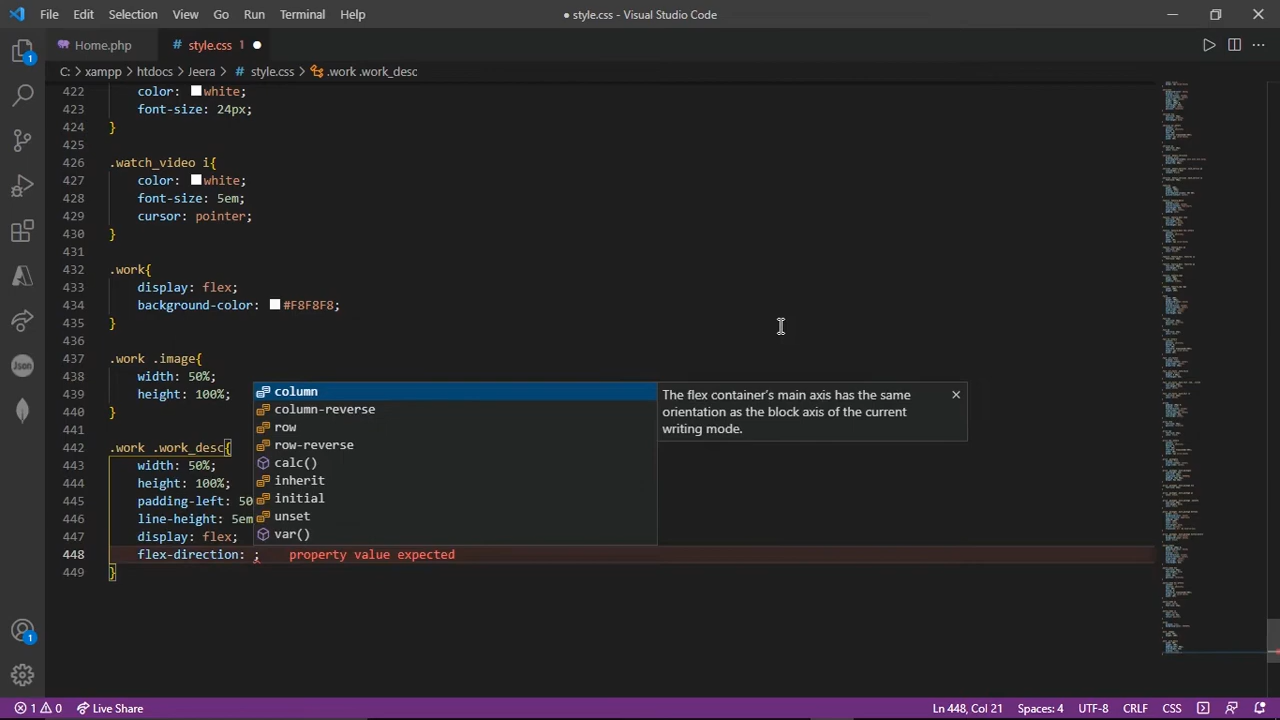 File Edit Selection View Go Run Terminal Help
● style.css - Visual Studio Code
Home.php
# style.css 1 ●
C: > xampp > htdocs > Jeera > # style.css > .work .work_desc
422 color: white;
423 font-size: 24px;
424 }
425
426 .watch_video i{
427 color: white;
428 font-size: 5em;
429 cursor: pointer;
430 }
431
432 .work{
433 display: flex;
434 background-color: #F8F8F8;
435 }
436
437 .work .image{
438 width: 50%;
439 height: 100%;
440 }
441
442 .work .work_desc{
443 width: 50%;
444 height: 100%;
445 padding-left: 50
446 line-height: 5em
447 display: flex;
448 flex-direction: ; property value expected
449 }
column
column-reverse
row
row-reverse
calc()
inherit
initial
unset
var()
The flex container's main axis has the same
orientation as the block axis of the current
writing mode.
1
Json
1
1 0 Live Share
Ln 448, Col 21 Spaces: 4 UTF-8 CRLF CSS